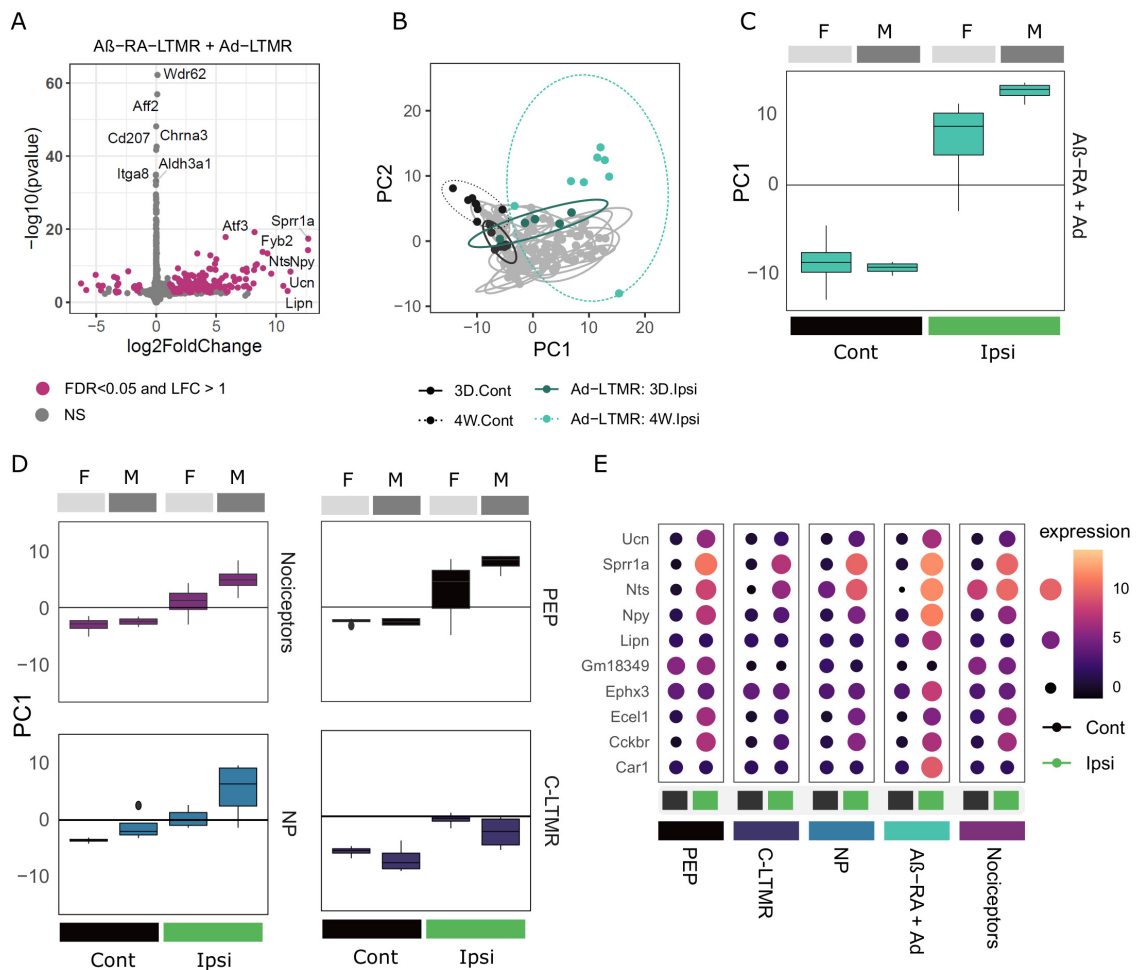 A
Aß−RA−LTMR + Ad−LTMR
−log10(pvalue)
60
40
20
0
Wdr62
Aff2
Cd207
Chrna3
Itga8
Aldh3a1
Atf3
Sprr1a
Fyb2
Nts
Npy
Ucn
Lipn
−5
0
5
10
log2FoldChange
FDR<0.05 and LFC > 1
NS
B
PC2
20
10
0
−10
−10
0
10
20
PC1
3D.Cont
Ad−LTMR: 3D.Ipsi
4W.Cont
Ad−LTMR: 4W.Ipsi
C
F M F M
PC1
10
0
−10
Aß−RA + Ad
Cont Ipsi
D
F M F M
F M F M
10
0
−10
Nociceptors
PEP
PC1
10
0
−10
NP
C-LTMR
Cont Ipsi
Cont Ipsi
E
Ucn
Sprr1a
Nts
Npy
Lipn
Gm18349
Ephx3
Ecel1
Cckbr
Car1
PEP
C-LTMR
NP
Aß−RA + Ad
Nociceptors
expression
10
5
0
Cont
Ipsi